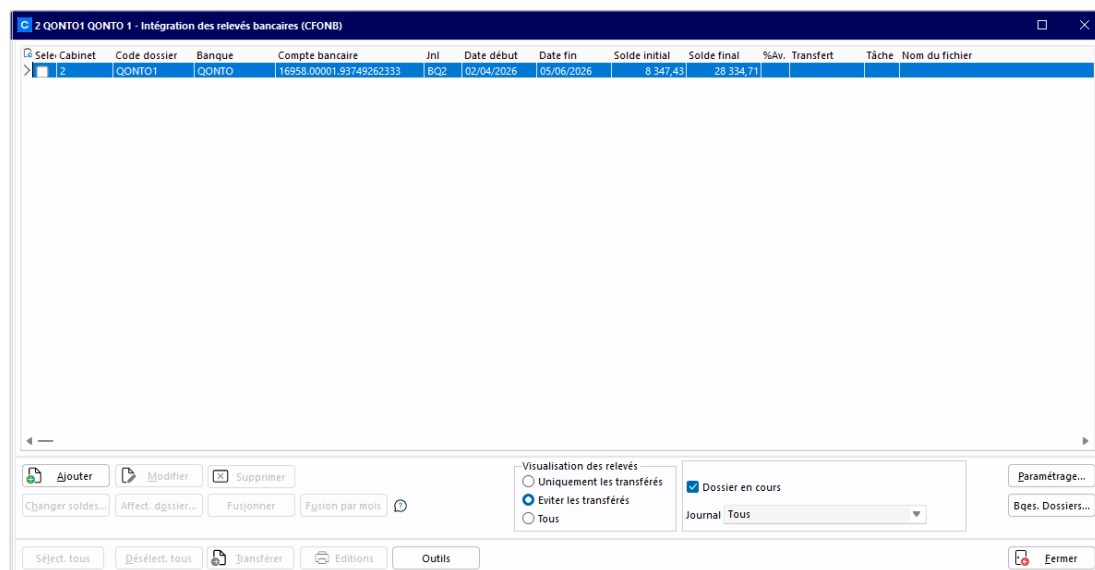 C 2 QONTO1 QONTO 1 - Intégration des relevés bancaires (CFONB)
Séle Cabinet Code dossier Banque Compte bancaire Jnl Date début Date fin Solde initial Solde final %Av. Transfert Tâche Nom du fichier
2 QONTO1 QONTO 16958.00001.93749262333 BQ2 02/04/2026 05/06/2026 8 347,43 28 334,71
Ajouter Modifier Supprimer
Changer soldes... Affect. dossier... Fusionner Fusion par mois ?
Visualisation des relevés
Uniquement les transférés
Eviter les transférés
Tous
Dossier en cours
Journal Tous
Paramétrage...
Bqes. Dossiers...
Sélect. tous Désélect. tous Transférer Editions Outils Fermer